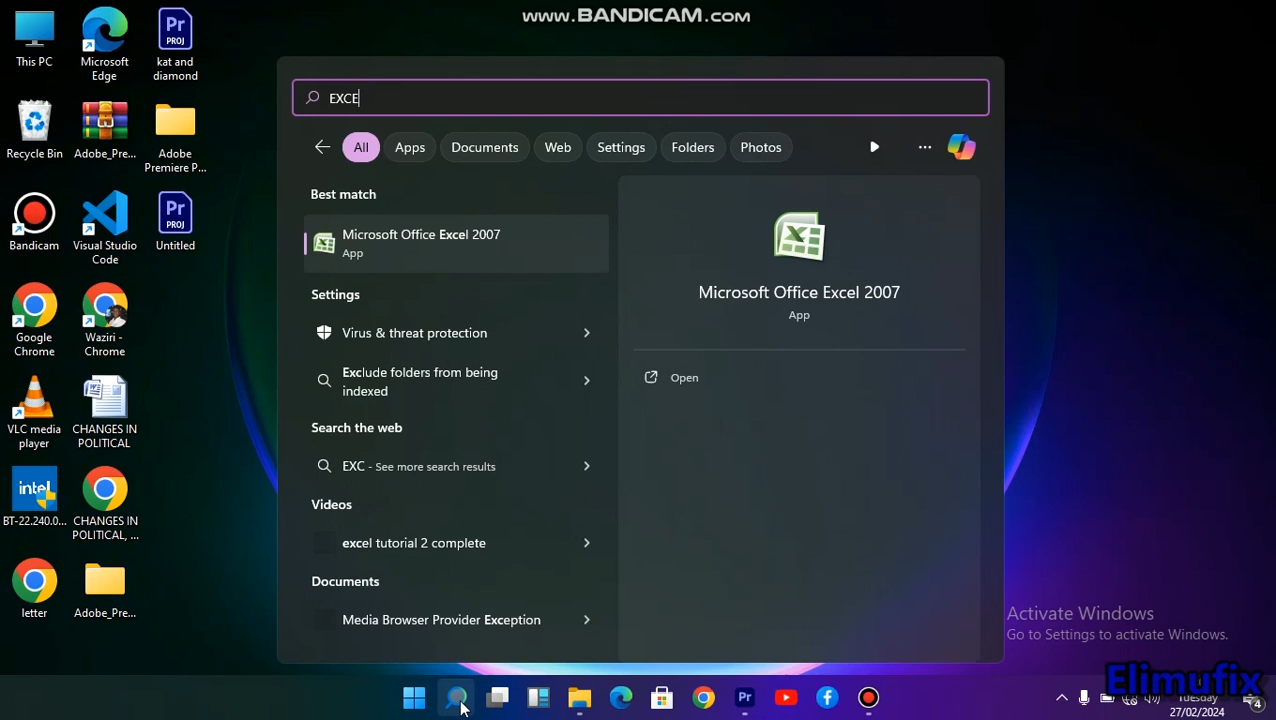 www.BANDICAM.com
This PC
Microsoft
Edge
kat and
diamond
Recycle Bin
Adobe_Pre...
Adobe
Premiere P...
Bandicam
Visual Studio
Code
Untitled
Google
Chrome
Waziri -
Chrome
VLC media
player
CHANGES IN
POLITICAL
BT-22.240.0...
CHANGES IN
POLITICAL, ...
letter
Adobe_Pre...
EXCE
All
Apps
Documents
Web
Settings
Folders
Photos
Best match
Microsoft Office Excel 2007
App
Settings
Virus & threat protection
Exclude folders from being
indexed
Search the web
EXC - See more search results
Videos
excel tutorial 2 complete
Documents
Media Browser Provider Exception
Microsoft Office Excel 2007
App
Open
Activate Windows
Go to Settings to activate Windows.
Elimufix
Tuesday
27/02/2024
4